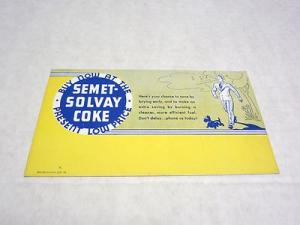 BUY NOW AT THE
SEMET-
SOLVAY
COKE
PRESENT LOW PRICE
Here's your chance to save by
buying early, and to make an
extra saving by burning a
cleaner, more efficient fuel.
Don't delay...phone us today!